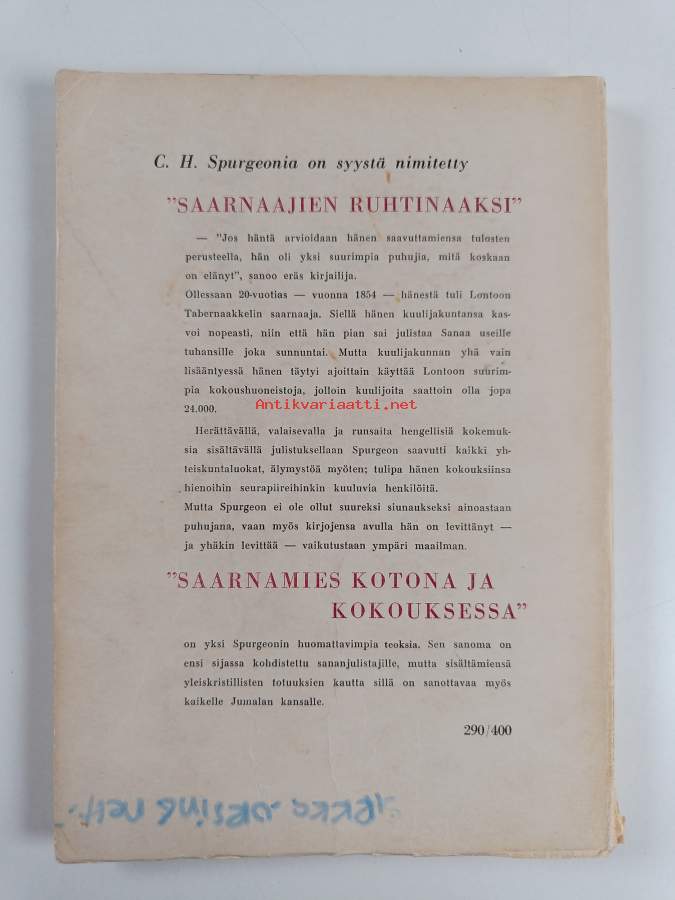 C. H. Spurgeonia on syystä nimitetty
”SAARNAAJIEN RUHTINAAKSI”
— ”Jos häntä arvioidaan hänen saavuttamiensa tulosten
perusteella, hän oli yksi suurimpia puhujia, mitä koskaan
on elänyt”, sanoo eräs kirjailija.
Ollessaan 20-vuotias — vuonna 1854 — hänestä tuli Lontoon
Tabernaakkelin saarnaaja. Siellä hänen kuulijakuntansa kas-
voi nopeasti, niin että hän pian sai julistaa Sanaa useille
tuhansille joka sunnuntai. Mutta kuulijakunnan yhä vain
lisääntyessä hänen täytyi ajoittain käyttää Lontoon suurim-
pia kokoushuoneistoja, jolloin kuulijoita saattoin olla jopa
24.000.
Antikvariaatti.net
Herättävällä, valaisevalla ja runsaita hengellisiä kokemuk-
sia sisältävällä julistuksellaan Spurgeon saavutti kaikki yh-
teiskuntaluokat, älymystöä myöten; tulipa hänen kokouksiinsa
hienoihin seurapiireihinkin kuuluvia henkilöitä.
Mutta Spurgeon ei ole ollut suureksi siunaukseksi ainoastaan
puhujana, vaan myös kirjojensa avulla hän on levittänyt —
ja yhäkin levittää — vaikutustaan ympäri maailman.
”SAARNAMIES KOTONA JA
KOKOUKSESSA”
on yksi Spurgeonin huomattavimpia teoksia. Sen sanoma on
ensi sijassa kohdistettu sananjulistajille, mutta sisältämiensä
yleiskristillisten totuuksien kautta sillä on sanottavaa myös
kaikelle Jumalan kansalle.
290/400